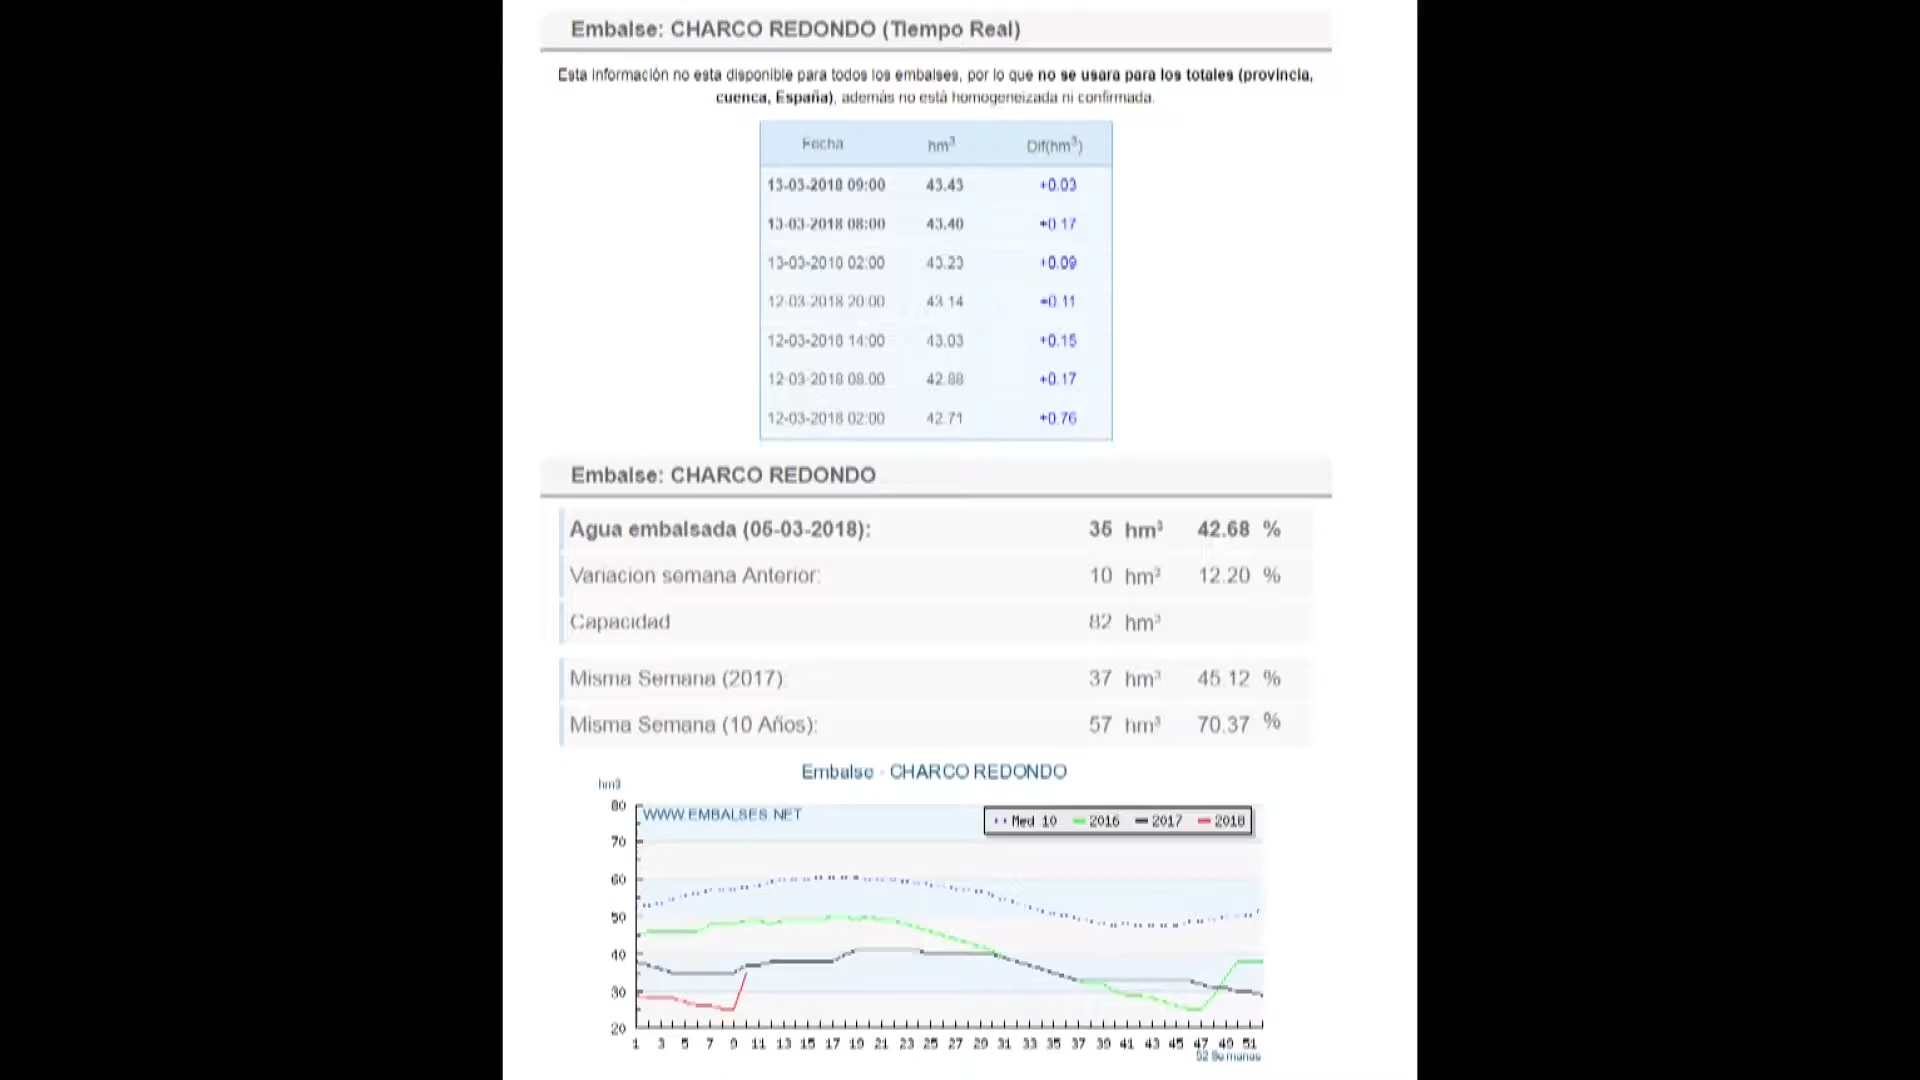 Embalse: CHARCO REDONDO (Tiempo Real)
Esta información no esta disponible para todos los embalses, por lo que no se usara para los totales (provincia,
cuenca, España), además no está homogeneizada ni confirmada.
Fecha hm³ Dif(hm³)
13-03-2018 09:00 43.43 +0.03
13-03-2018 08:00 43.40 +0.17
13-03-2018 02:00 43.23 +0.09
12-03-2018 20:00 43.14 +0.11
12-03-2018 14:00 43.03 +0.15
12-03-2018 08:00 42.88 +0.17
12-03-2018 02:00 42.71 +0.76
Embalse: CHARCO REDONDO
Agua embalsada (05-03-2018): 35 hm³ 42.68 %
Variacion semana Anterior: 10 hm³ 12.20 %
Capacidad 82 hm³
Misma Semana (2017): 37 hm³ 45.12 %
Misma Semana (10 Años): 57 hm³ 70.37 %
Embalse - CHARCO REDONDO
hm3
WWW.EMBALSES.NET
Med 10 2016 2017 2018
80
70
60
50
40
30
20
1 3 5 7 9 11 13 15 17 19 21 23 25 27 29 31 33 35 37 39 41 43 45 47 49 51
52 Semanas